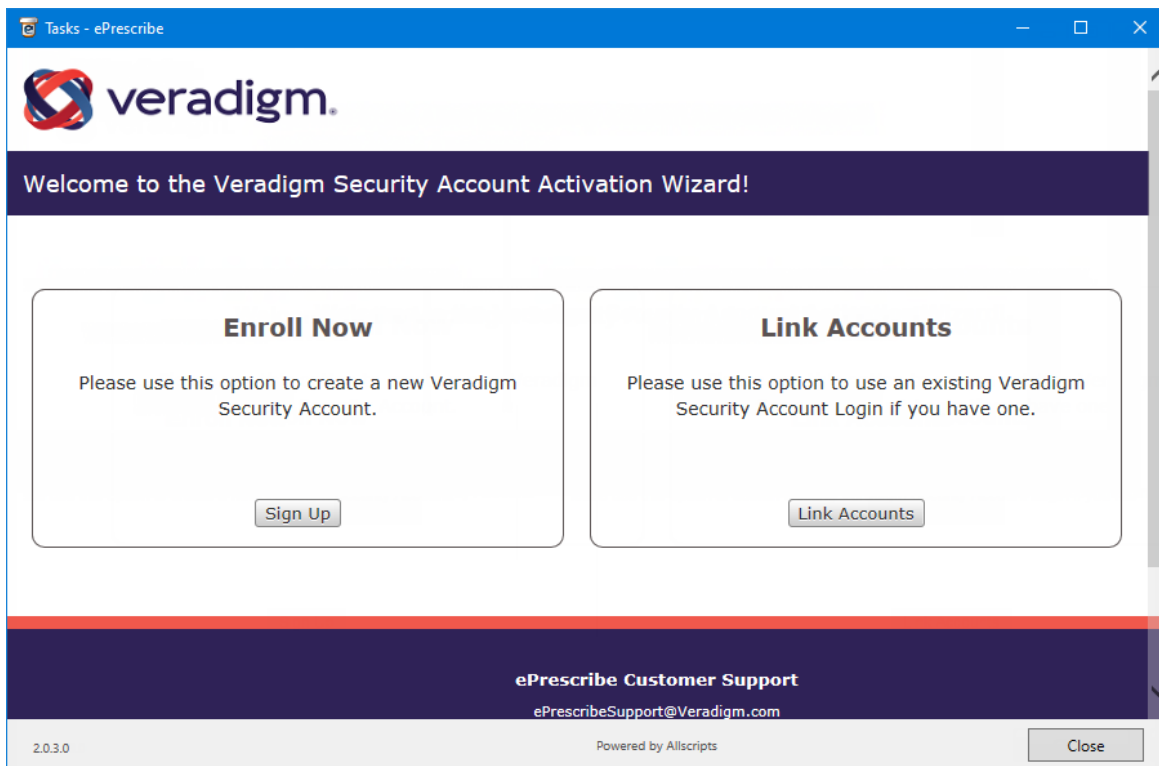 Tasks - ePrescribe
veradigm.
Welcome to the Veradigm Security Account Activation Wizard!
Enroll Now
Please use this option to create a new Veradigm
Security Account.
Sign Up
Link Accounts
Please use this option to use an existing Veradigm
Security Account Login if you have one.
Link Accounts
ePrescribe Customer Support
ePrescribeSupport@Veradigm.com
2.0.3.0
Powered by Allscripts
Close